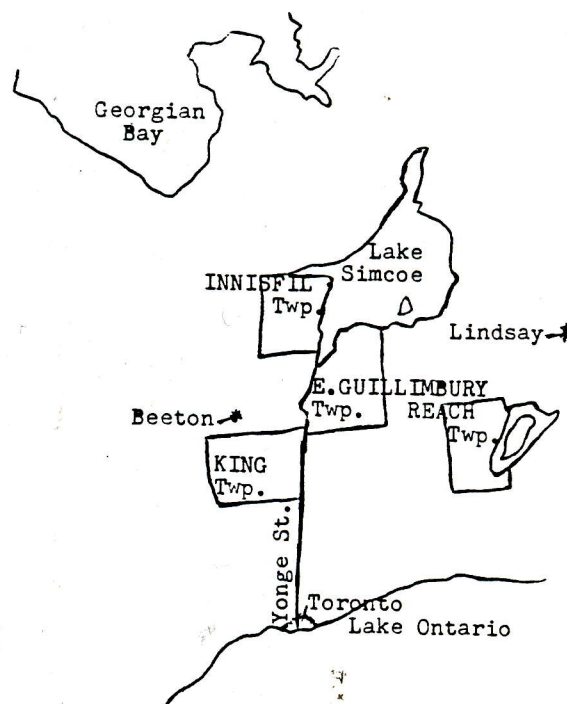 Georgian
Bay
Lake
Simcoe
INNISFIL
Twp.
Lindsay
E.GUILLIMBURY
Twp.
REACH
Twp.
Beeton
KING
Twp.
Yonge St.
Toronto
Lake Ontario